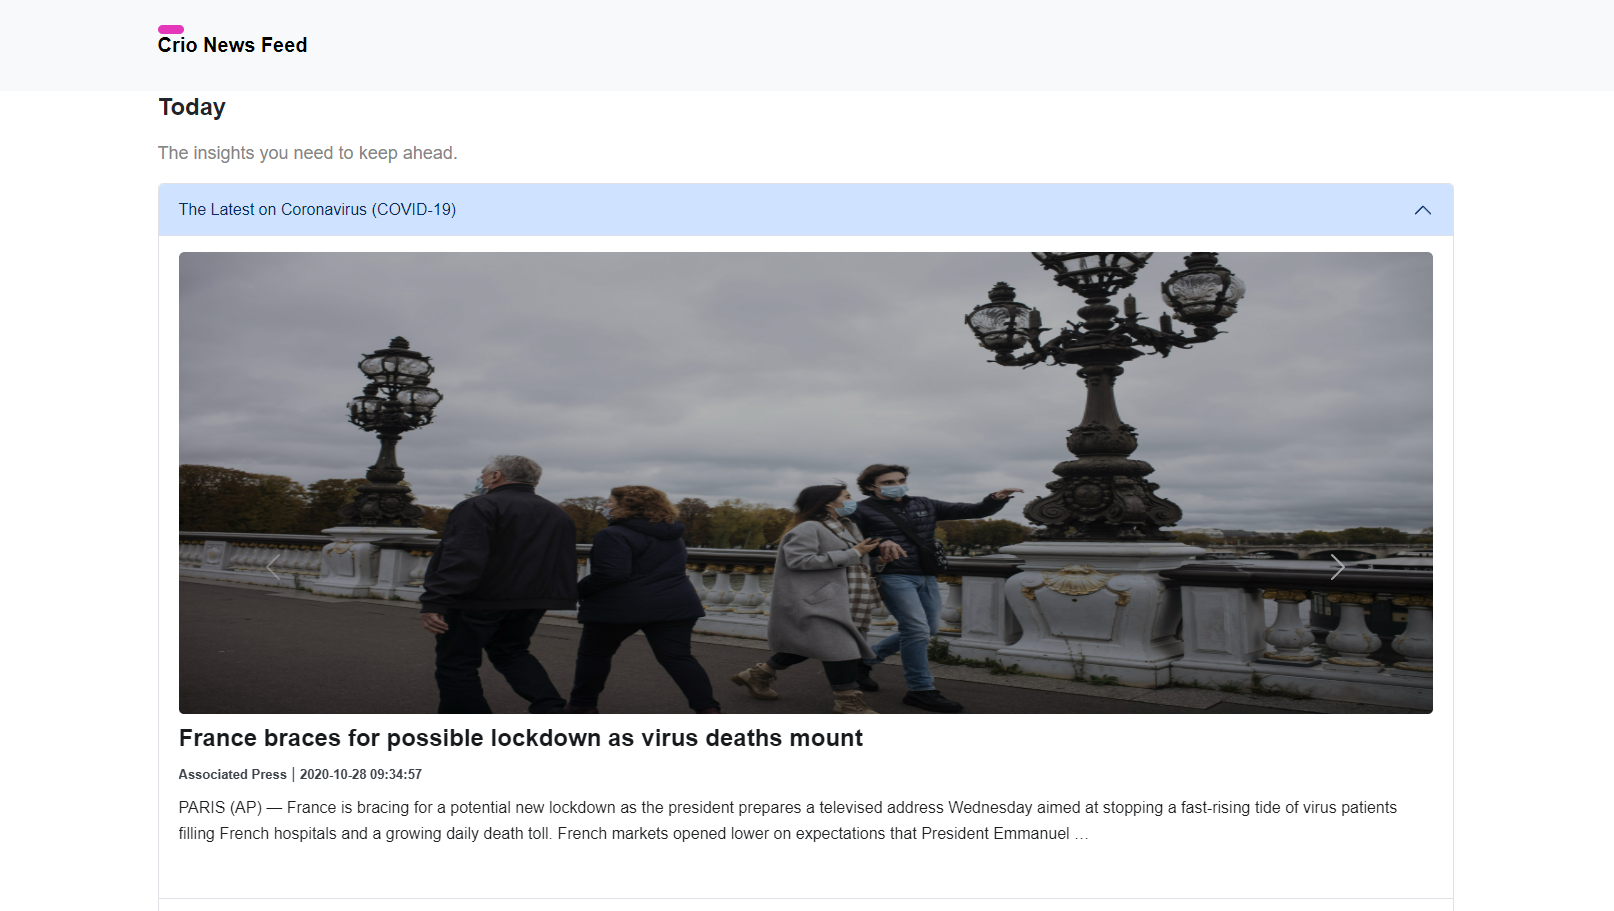 Crio News Feed
Today
The insights you need to keep ahead.
The Latest on Coronavirus (COVID-19)
France braces for possible lockdown as virus deaths mount
Associated Press | 2020-10-28 09:34:57
PARIS (AP) — France is bracing for a potential new lockdown as the president prepares a televised address Wednesday aimed at stopping a fast-rising tide of virus patients
filling French hospitals and a growing daily death toll. French markets opened lower on expectations that President Emmanuel …